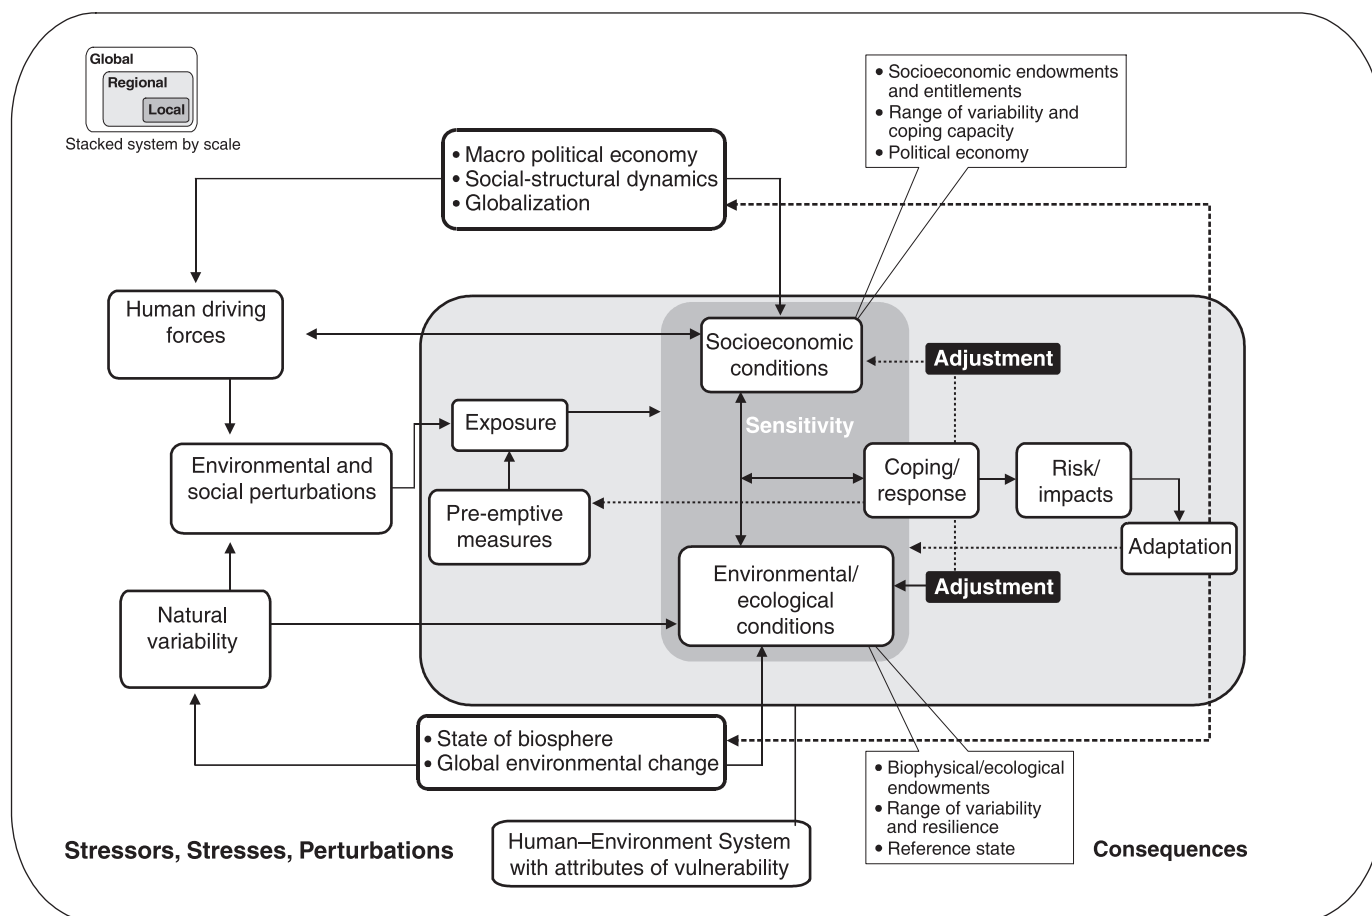 Global
Regional
Local
Stacked system by scale
• Socioeconomic endowments
and entitlements
• Range of variability and
coping capacity
• Political economy
• Macro political economy
• Social-structural dynamics
• Globalization
Human driving
forces
Socioeconomic
conditions
Adjustment
Exposure
Sensitivity
Environmental and
social perturbations
Coping/
response
Risk/
impacts
Pre-emptive
measures
Adaptation
Environmental/
ecological
conditions
Adjustment
Natural
variability
• State of biosphere
• Global environmental change
• Biophysical/ecological
endowments
• Range of variability
and resilience
• Reference state
Stressors, Stresses, Perturbations
Human–Environment System
with attributes of vulnerability
Consequences